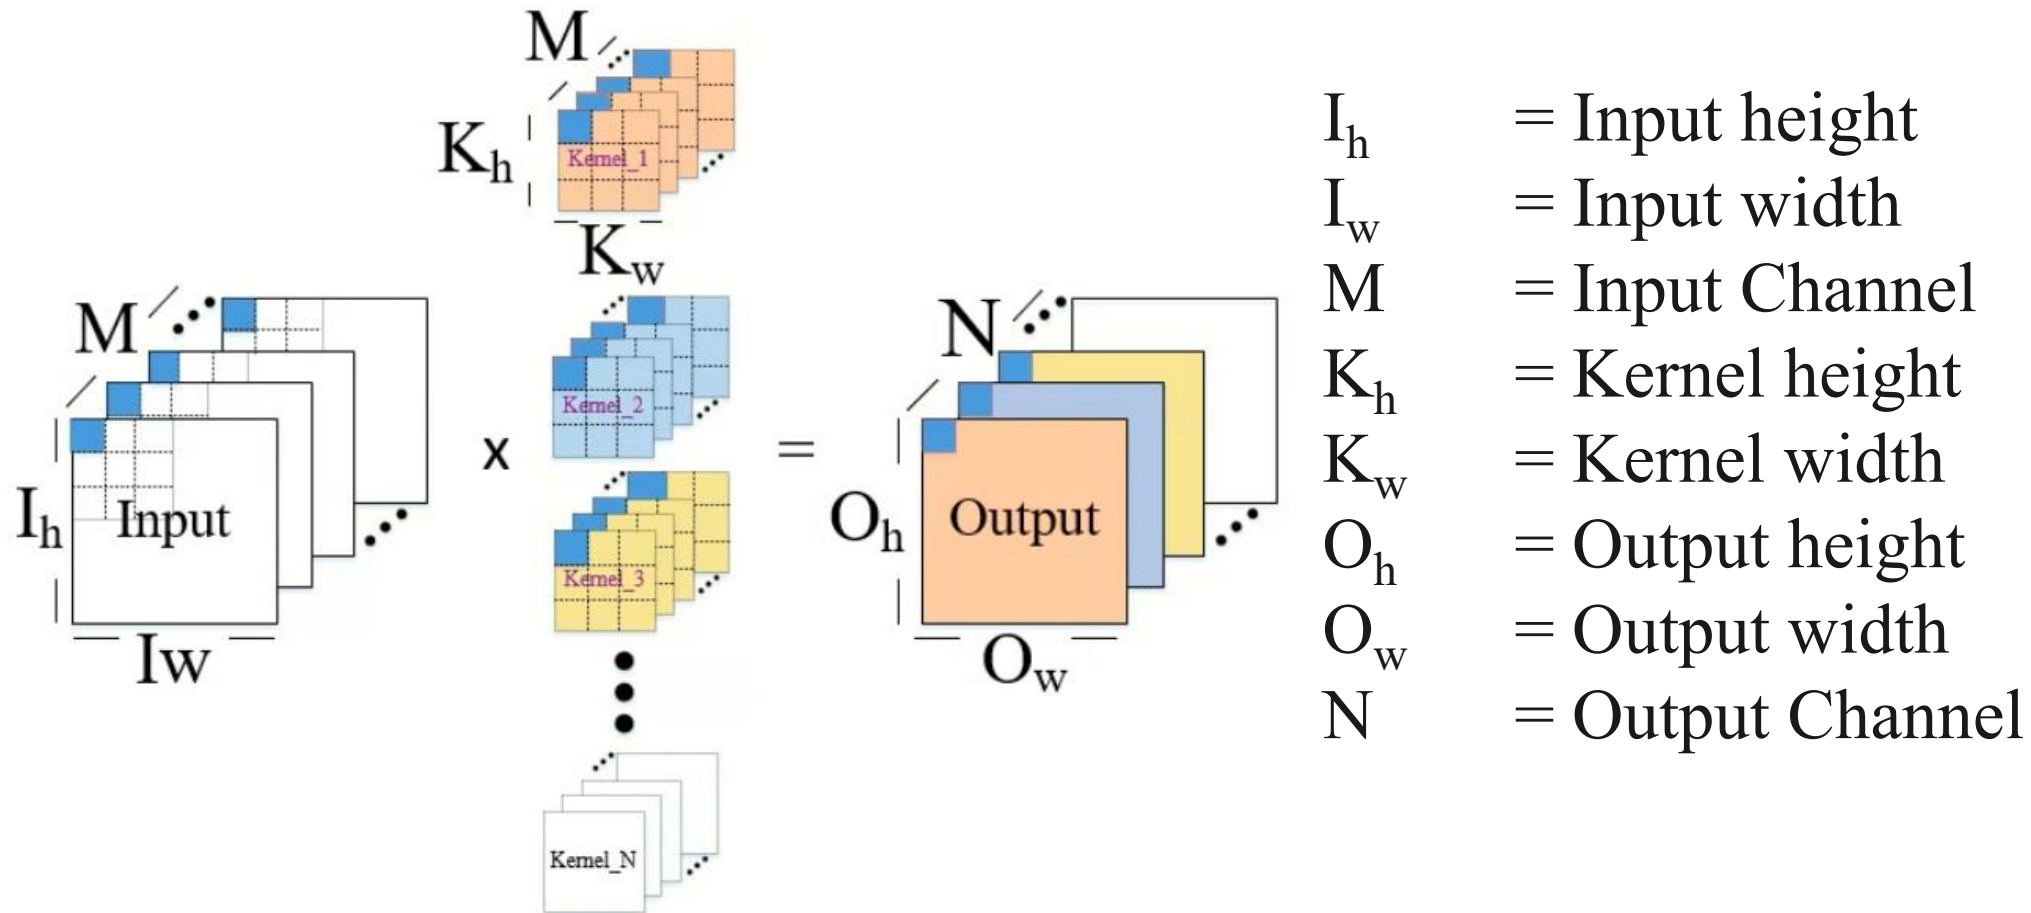 M
Kh
Kernel_1
Kw
M
Ih
Input
Iw
x
Kernel_2
Kernel_3
Kernel_N
=
N
Oh
Output
Ow
Ih = Input height
Iw = Input width
M = Input Channel
Kh = Kernel height
Kw = Kernel width
Oh = Output height
Ow = Output width
N = Output Channel